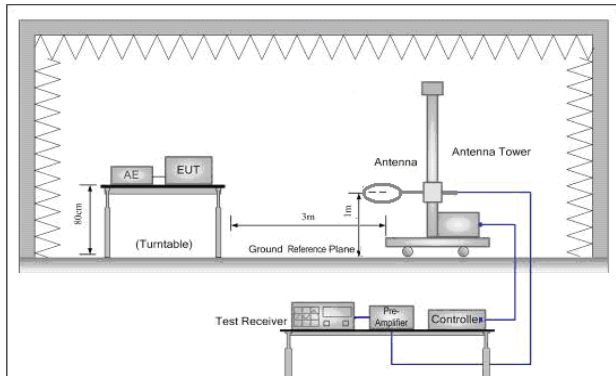 Antenna
Antenna Tower
AE
EUT
80cm
(Turntable)
3m
1m
Ground Reference Plane
Test Receiver
Pre-
Amplifier
Controller